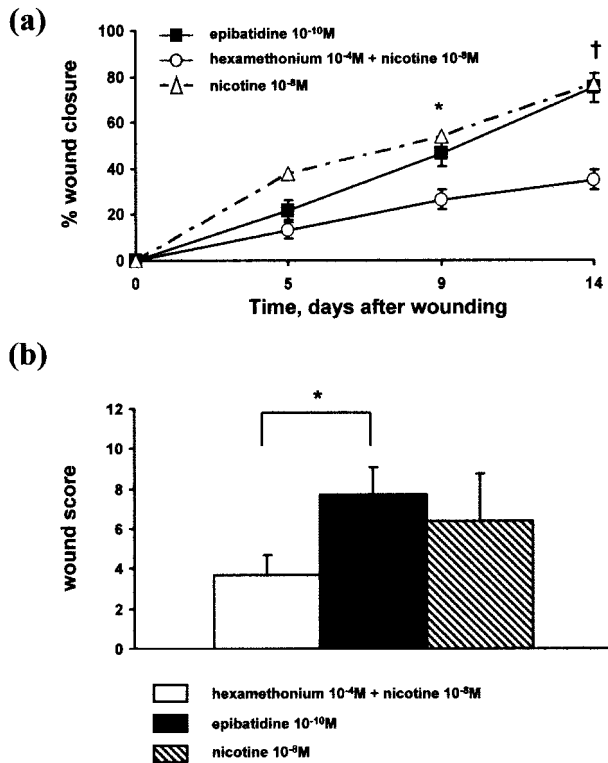 (a)
epibatidine 10⁻¹⁰M
hexamethonium 10⁻⁴M + nicotine 10⁻⁸M
nicotine 10⁻⁸M
% wound closure
100
80
60
40
20
0
*
†
0 5 9 14
Time, days after wounding
(b)
wound score
12
10
8
6
4
2
0
*
hexamethonium 10⁻⁴M + nicotine 10⁻⁸M
epibatidine 10⁻¹⁰M
nicotine 10⁻⁸M